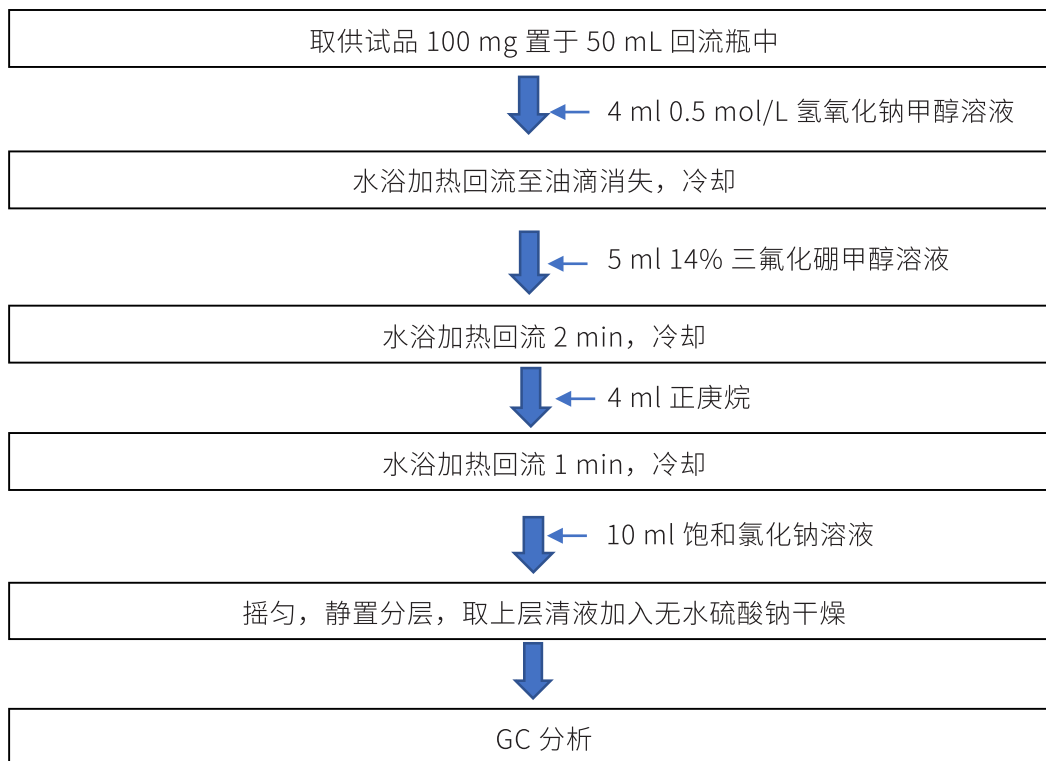 取供试品 100 mg 置于 50 mL 回流瓶中
4 ml 0.5 mol/L 氢氧化钠甲醇溶液
水浴加热回流至油滴消失，冷却
5 ml 14% 三氟化硼甲醇溶液
水浴加热回流 2 min，冷却
4 ml 正庚烷
水浴加热回流 1 min，冷却
10 ml 饱和氯化钠溶液
摇匀，静置分层，取上层清液加入无水硫酸钠干燥
GC 分析